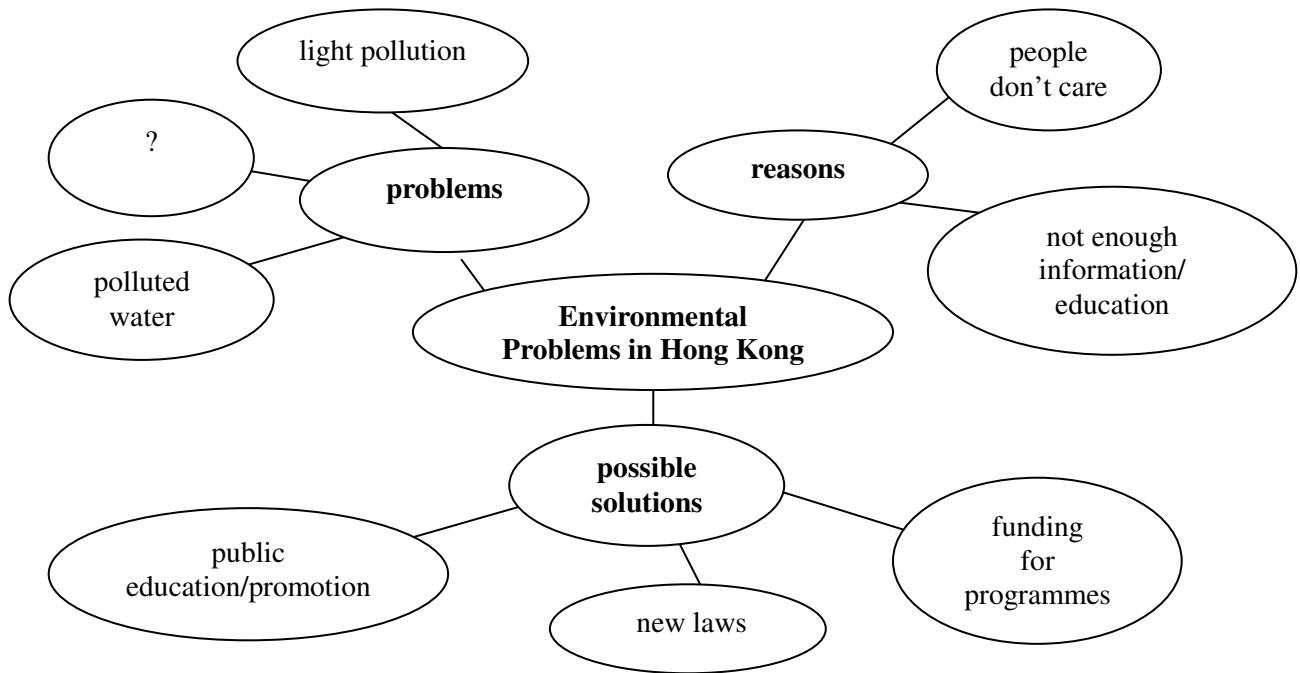 light pollution
?
problems
polluted
water
people
don’t care
reasons
not enough
information/
education
Environmental
Problems in Hong Kong
possible
solutions
public
education/promotion
new laws
funding
for
programmes